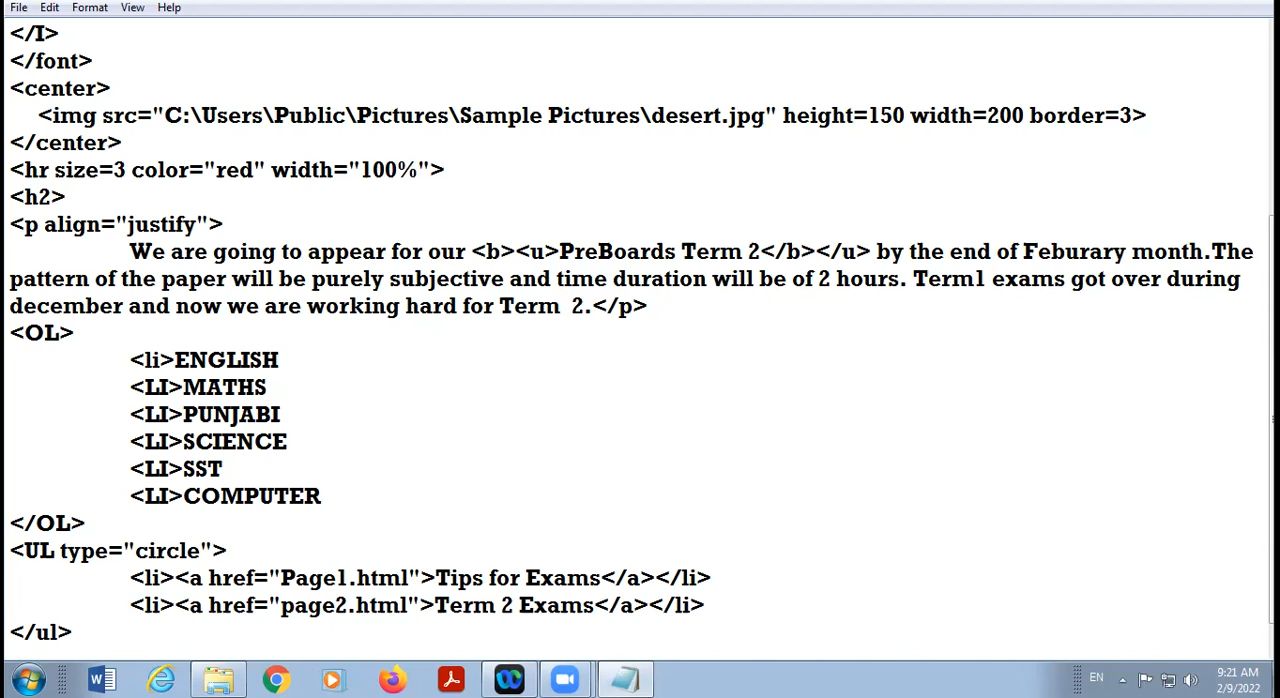 File Edit Format View Help
</I>
</font>
<center>
<img src="C:\Users\Public\Pictures\Sample Pictures\desert.jpg" height=150 width=200 border=3>
</center>
<hr size=3 color="red" width="100%">
<h2>
<p align="justify">
We are going to appear for our <b><u>PreBoards Term 2</b></u> by the end of Feburary month.The
pattern of the paper will be purely subjective and time duration will be of 2 hours. Term1 exams got over during
december and now we are working hard for Term  2.</p>
<OL>
<li>ENGLISH
<LI>MATHS
<LI>PUNJABI
<LI>SCIENCE
<LI>SST
<LI>COMPUTER
</OL>
<UL type="circle">
<li><a href="Page1.html">Tips for Exams</a></li>
<li><a href="page2.html">Term 2 Exams</a></li>
</ul>
W EN 9:21 AM
2/9/2022